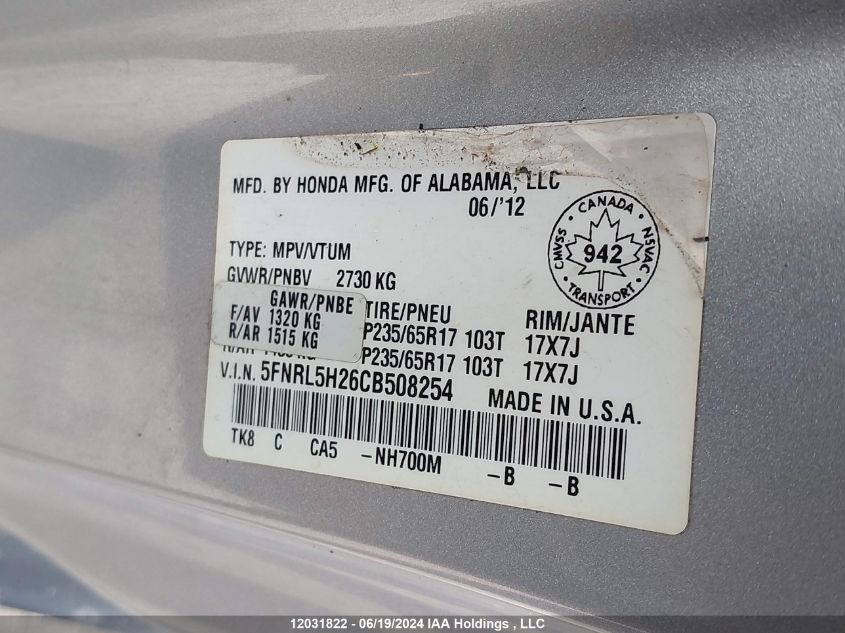 MFD. BY HONDA MFG. OF ALABAMA, LLC
06/'12
CANADA
CMVSS 942 NSVAC
TRANSPORT
TYPE: MPV/VTUM
GVWR/PNBV 2730 KG
GAWR/PNBE TIRE/PNEU RIM/JANTE
F/AV 1320 KG P235/65R17 103T 17X7J
R/AR 1515 KG
R/AR P235/65R17 103T 17X7J
V.I.N. 5FNRL5H26CB508254 MADE IN U.S.A.
TK8 C CA5 -NH700M -B -B
12031822 - 06/19/2024 IAA Holdings , LLC